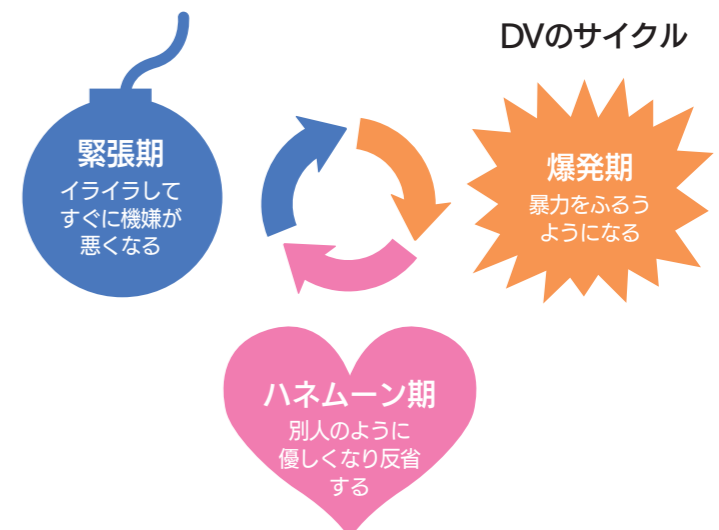 DVのサイクル
緊張期
イライラして
すぐに機嫌が
悪くなる
爆発期
暴力をふるう
ようになる
ハネムーン期
別人のように
優しくなり反省
する